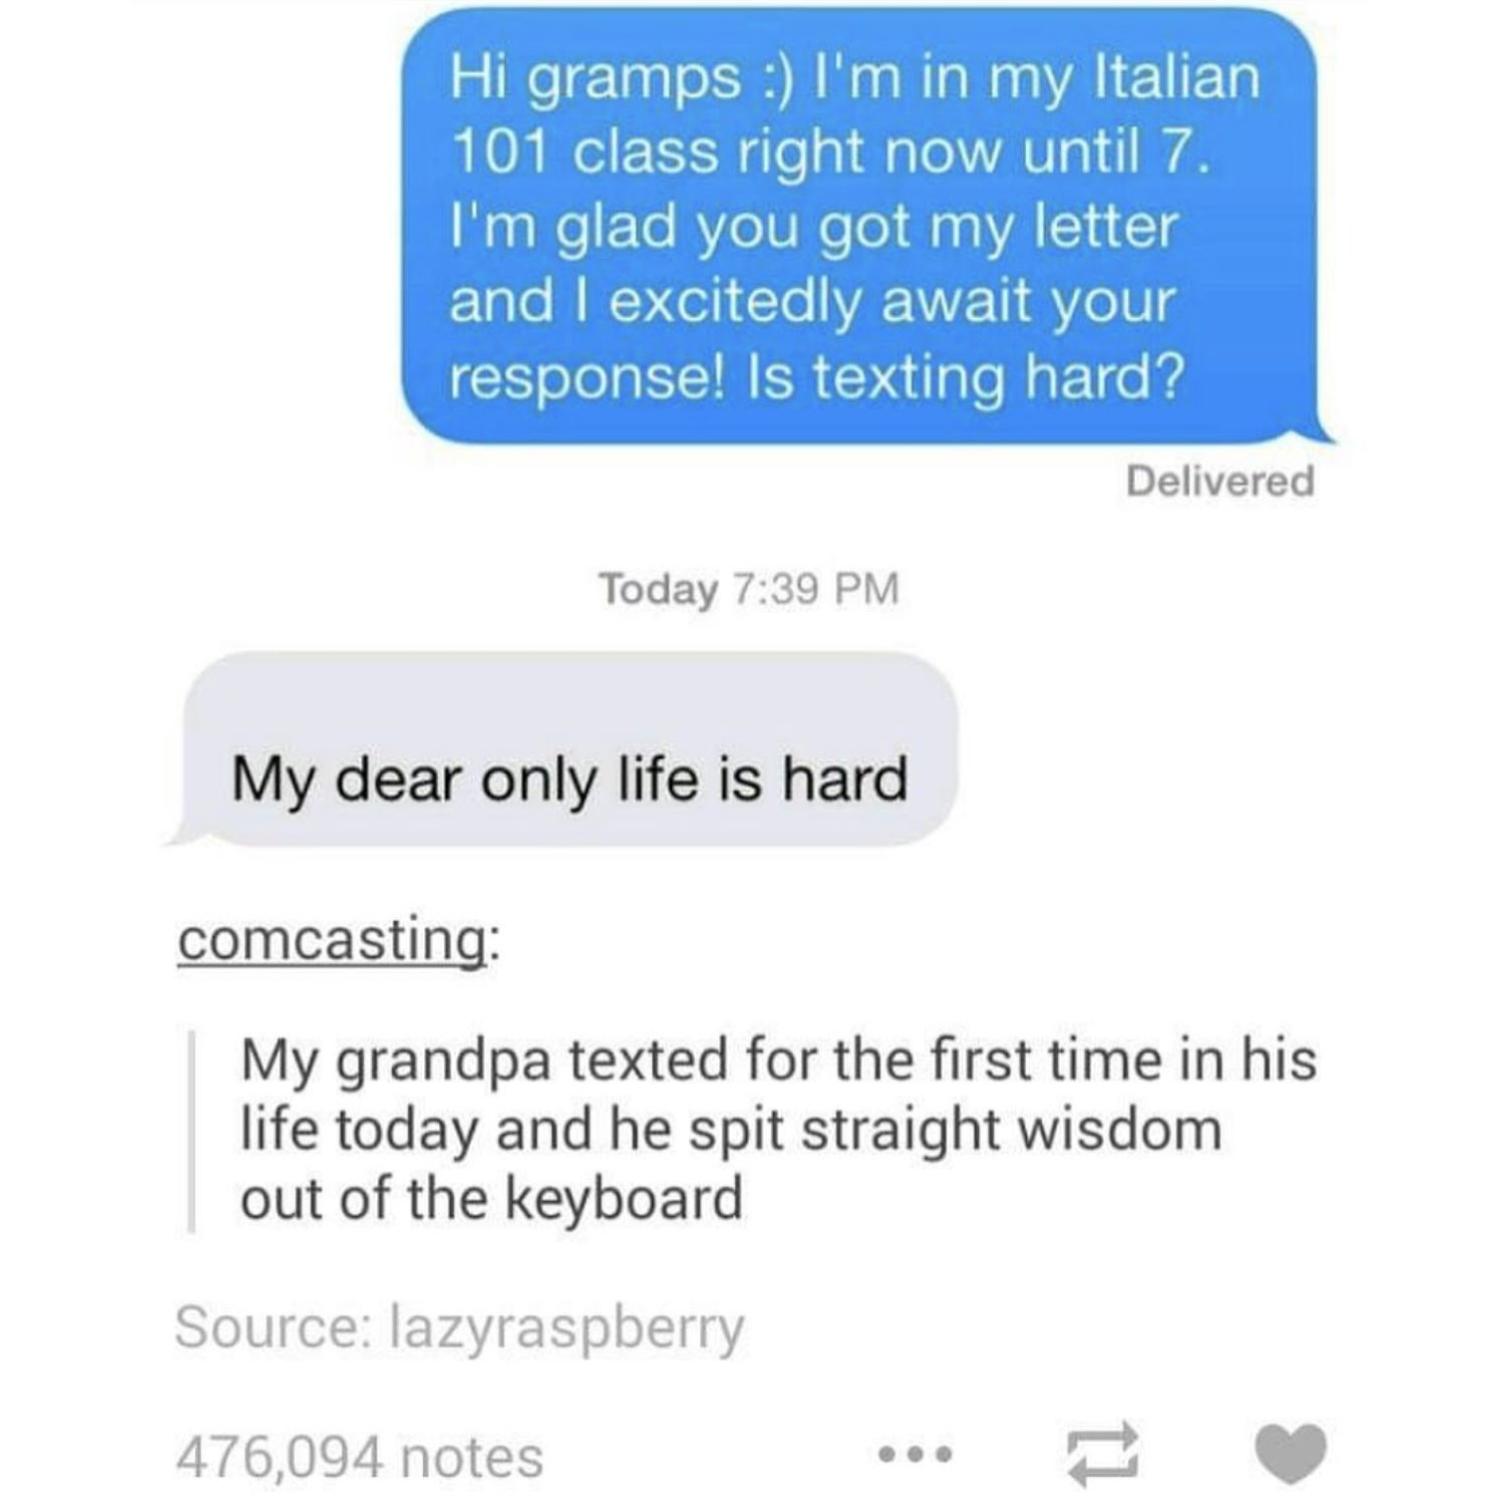 Hi gramps :) I'm in my Italian
101 class right now until 7.
I'm glad you got my letter
and I excitedly await your
response! Is texting hard?
Delivered
Today 7:39 PM
My dear only life is hard
comcasting:
My grandpa texted for the first time in his
life today and he spit straight wisdom
out of the keyboard
Source: lazyraspberry
476,094 notes